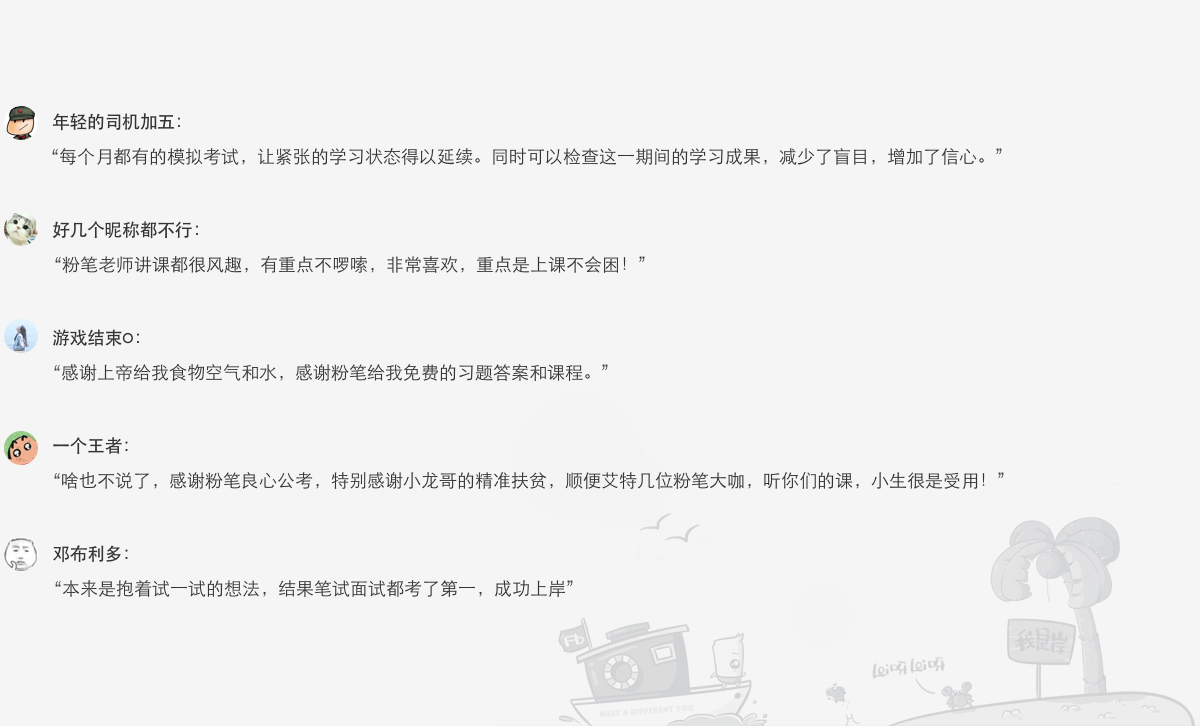 年轻的司机加五：
“每个月都有的模拟考试，让紧张的学习状态得以延续。同时可以检查这一期间的学习成果，减少了盲目，增加了信心。”
好几个昵称都不行：
“粉笔老师讲课都很风趣，有重点不啰嗦，非常喜欢，重点是上课不会困！”
游戏结束o：
“感谢上帝给我食物空气和水，感谢粉笔给我免费的习题答案和课程。”
一个王者：
“啥也不说了，感谢粉笔良心公考，特别感谢小龙哥的精准扶贫，顺便艾特几位粉笔大咖，听你们的课，小生很是受用！”
邓布利多：
“本来是抱着试一试的想法，结果笔试面试都考了第一，成功上岸”
Fb
我是岸
lei呀 lei呀
MEET A DIFFERENT YOU